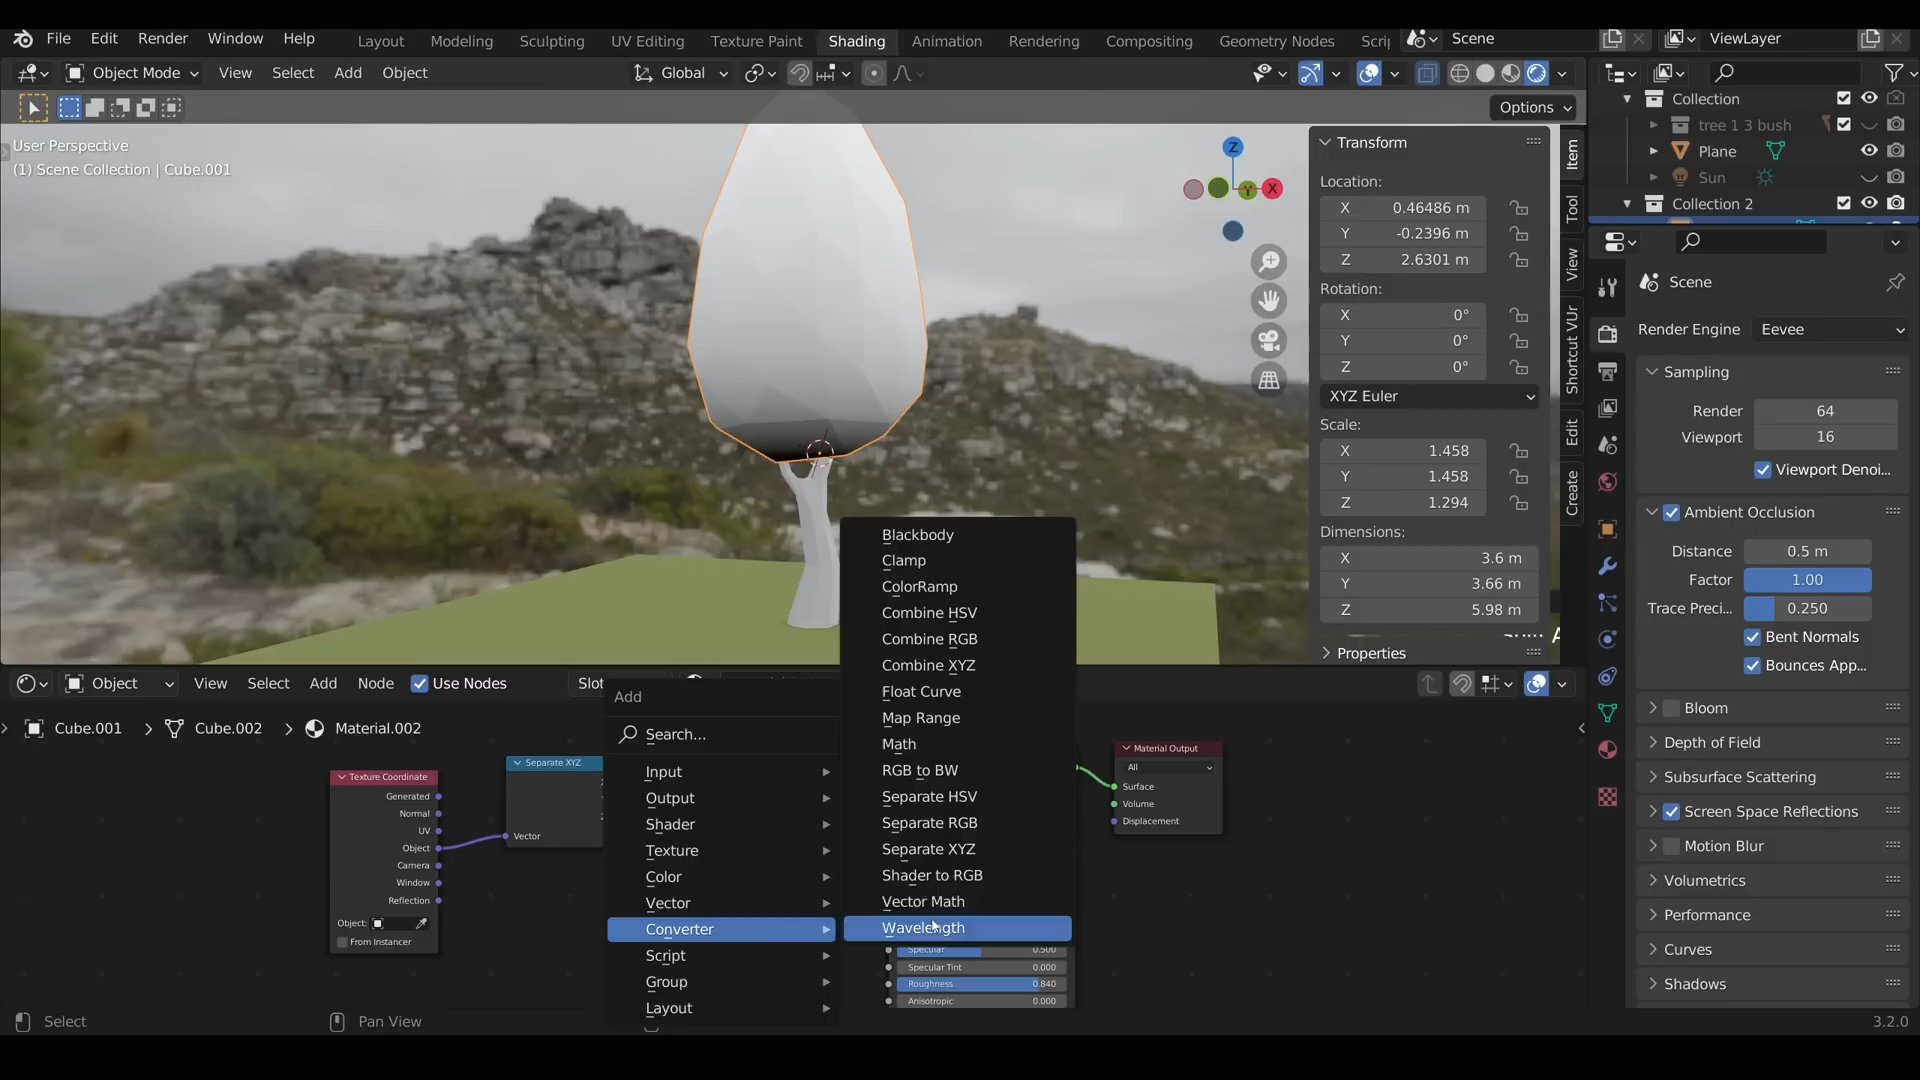 File Edit Render Window Help Layout Modeling Sculpting UV Editing Texture Paint Shading Animation Rendering Compositing Geometry Nodes Scrip Scene ViewLayer
Object Mode View Select Add Object Global
Options
User Perspective
(1) Scene Collection | Cube.001
Z
Y
X
Transform
Location:
X 0.46486 m
Y -0.2396 m
Z 2.6301 m
Rotation:
X 0°
Y 0°
Z 0°
XYZ Euler
Scale:
X 1.458
Y 1.458
Z 1.294
Dimensions:
X 3.6 m
Y 3.66 m
Z 5.98 m
Properties
Item
Tool
View
Shortcut VUr
Edit
Create
Collection
tree 1 3 bush
Plane
Sun
Collection 2
Scene
Render Engine Eevee
Sampling
Render 64
Viewport 16
Viewport Denoi...
Ambient Occlusion
Distance 0.5 m
Factor 1.00
Trace Preci... 0.250
Bent Normals
Bounces App...
Bloom
Depth of Field
Subsurface Scattering
Screen Space Reflections
Motion Blur
Volumetrics
Performance
Curves
Shadows
Object View Select Add Node Use Nodes Slot
Cube.001 Cube.002 Material.002
Texture Coordinate
Generated
Normal
UV
Object
Camera
Window
Reflection
Object:
From Instancer
Separate XYZ
Vector
Add
Search...
Input
Output
Shader
Texture
Color
Vector
Converter
Script
Group
Layout
Blackbody
Clamp
ColorRamp
Combine HSV
Combine RGB
Combine XYZ
Float Curve
Map Range
Math
RGB to BW
Separate HSV
Separate RGB
Separate XYZ
Shader to RGB
Vector Math
Wavelength
Specular 0.500
Specular Tint 0.000
Roughness 0.840
Anisotropic 0.000
Material Output
All
Surface
Volume
Displacement
Select Pan View 3.2.0